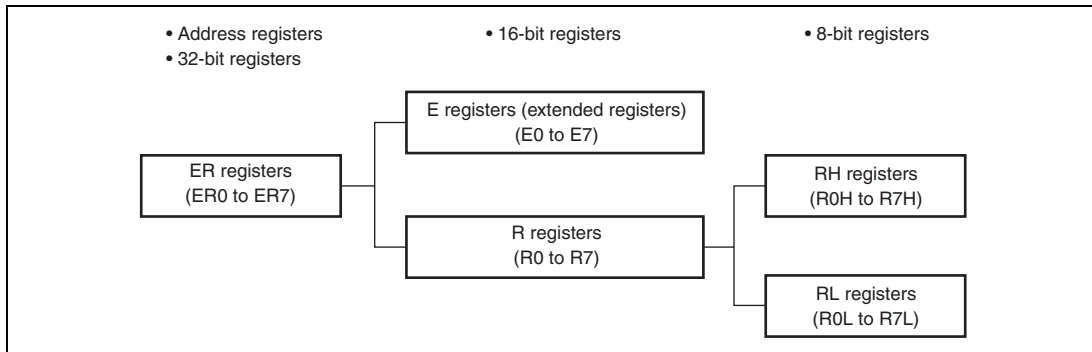 • Address registers
• 32-bit registers
• 16-bit registers
• 8-bit registers
E registers (extended registers)
(E0 to E7)
ER registers
(ER0 to ER7)
R registers
(R0 to R7)
RH registers
(R0H to R7H)
RL registers
(R0L to R7L)